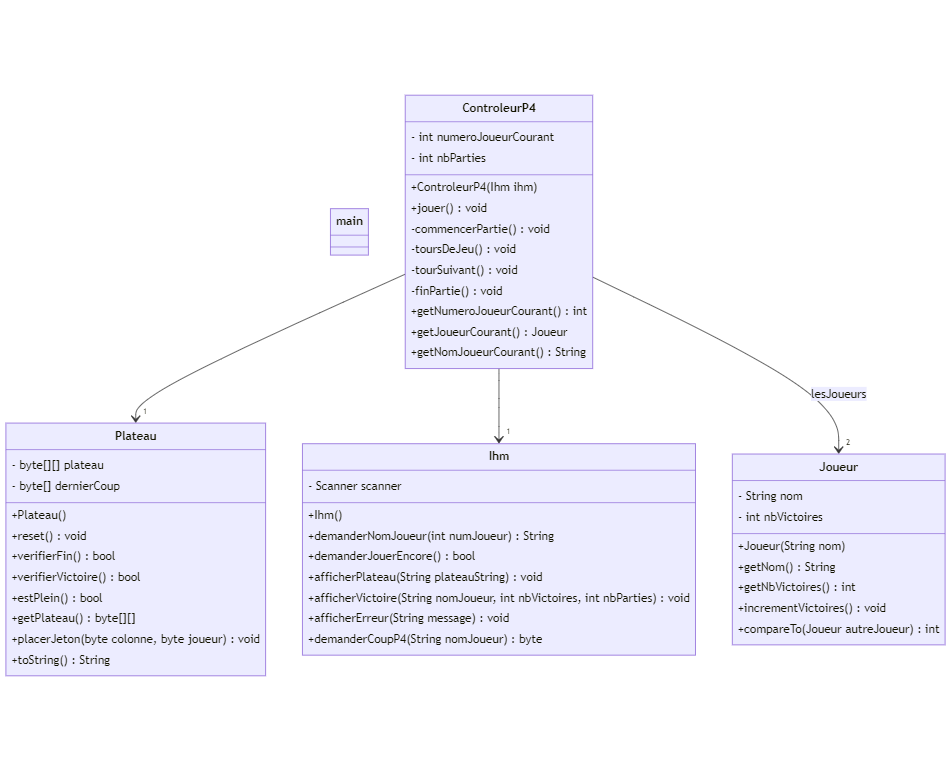 ControleurP4
- int numeroJoueurCourant
- int nbParties
+ControleurP4(Ihm ihm)
+jouer() : void
-commencerPartie() : void
-toursDeJeu() : void
-tourSuivant() : void
-finPartie() : void
+getNumeroJoueurCourant() : int
+getJoueurCourant() : Joueur
+getNomJoueurCourant() : String
main
lesJoueurs
1
Plateau
- byte[][] plateau
- byte[] dernierCoup
+Plateau()
+reset() : void
+verifierFin() : bool
+verifierVictoire() : bool
+estPlein() : bool
+getPlateau() : byte[][]
+placerJeton(byte colonne, byte joueur) : void
+toString() : String
1
Ihm
- Scanner scanner
+Ihm()
+demanderNomJoueur(int numJoueur) : String
+demanderJouerEncore() : bool
+afficherPlateau(String plateauString) : void
+afficherVictoire(String nomJoueur, int nbVictoires, int nbParties) : void
+afficherErreur(String message) : void
+demanderCoupP4(String nomJoueur) : byte
2
Joueur
- String nom
- int nbVictoires
+Joueur(String nom)
+getNom() : String
+getNbVictoires() : int
+incrementVictoires() : void
+compareTo(Joueur autreJoueur) : int